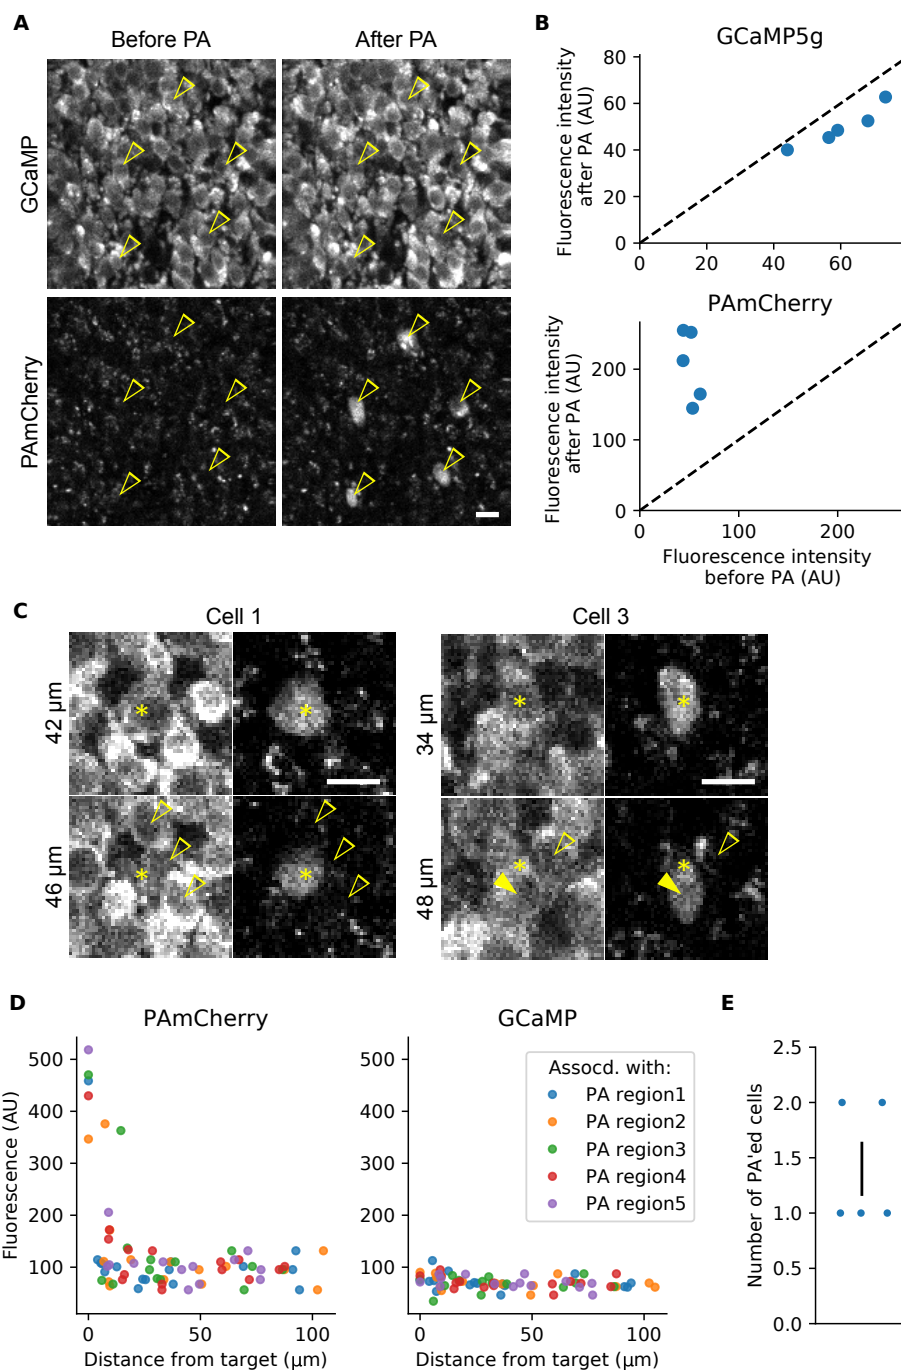 A
Before PA
After PA
GCaMP
PAmCherry
B
GCaMP5g
Fluorescence intensity
after PA (AU)
80
60
40
20
0
0
20
40
60
PAmCherry
Fluorescence intensity
after PA (AU)
200
100
0
0
100
200
Fluorescence intensity
before PA (AU)
C
Cell 1
Cell 3
42 µm
*
*
34 µm
*
*
46 µm
*
*
48 µm
*
*
D
PAmCherry
GCaMP
Fluorescence (AU)
500
400
300
200
100
0
50
100
Distance from target (µm)
500
400
300
200
100
0
50
100
Distance from target (µm)
Assocd. with:
PA region1
PA region2
PA region3
PA region4
PA region5
E
Number of PA'ed cells
2.5
2.0
1.5
1.0
0.5
0.0